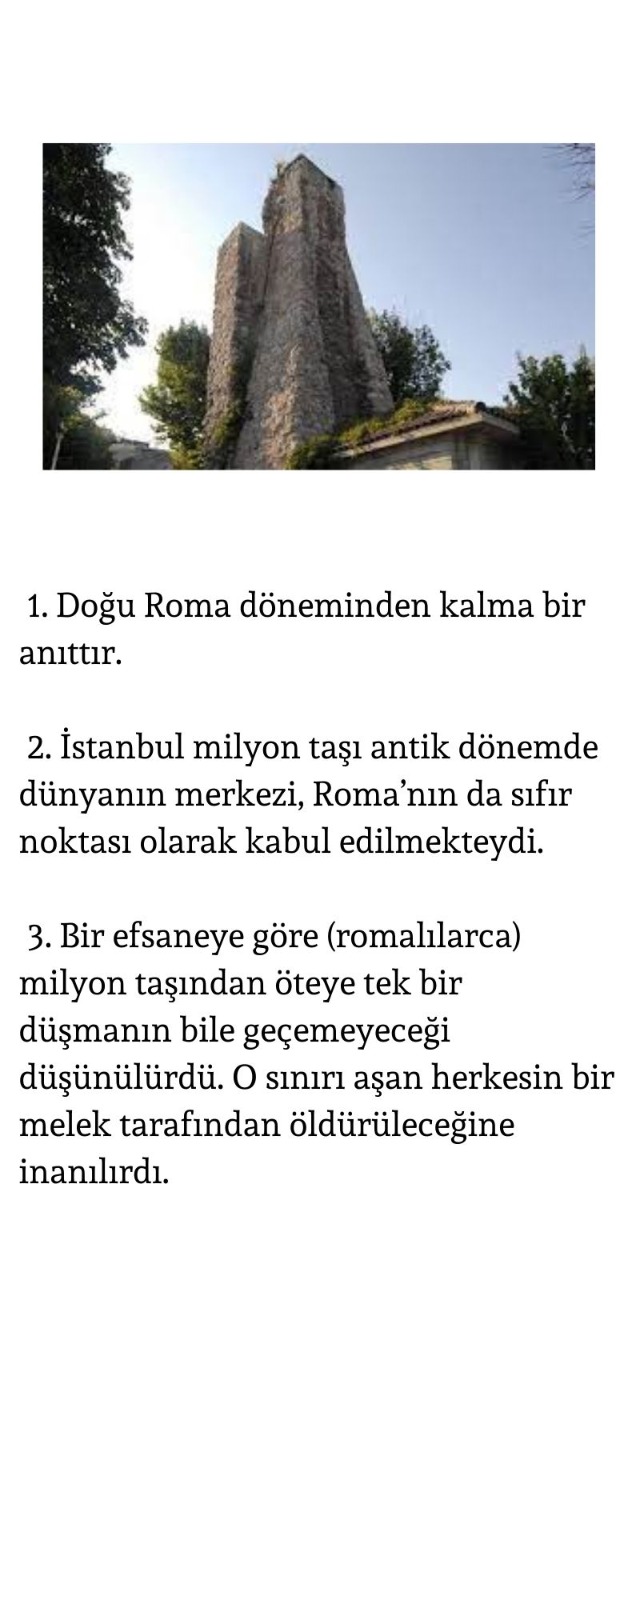 1. Doğu Roma döneminden kalma bir
anıttır.
2. İstanbul milyon taşı antik dönemde
dünyanın merkezi, Roma’nın da sıfır
noktası olarak kabul edilmekteydi.
3. Bir efsaneye göre (romalılarca)
milyon taşından öteye tek bir
düşmanın bile geçemeyeceği
düşünülürdü. O sınırı aşan herkesin bir
melek tarafından öldürüleceğine
inanılırdı.